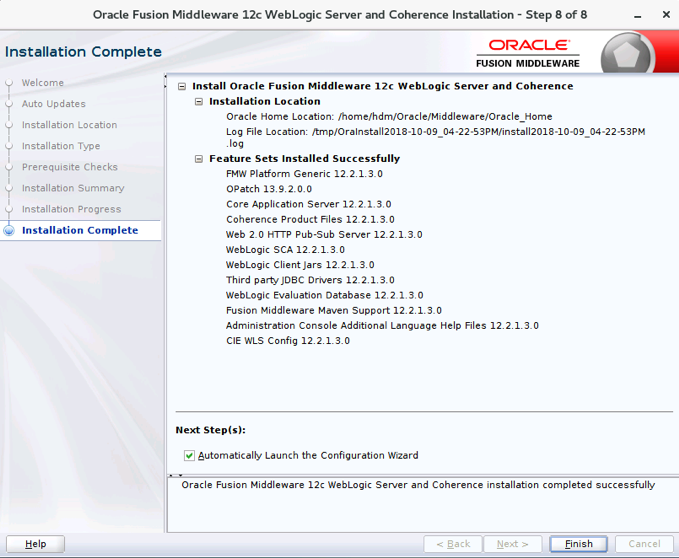 Oracle Fusion Middleware 12c WebLogic Server and Coherence Installation - Step 8 of 8
Installation Complete
ORACLE
FUSION MIDDLEWARE
Welcome
Auto Updates
Installation Location
Installation Type
Prerequisite Checks
Installation Summary
Installation Progress
Installation Complete
Install Oracle Fusion Middleware 12c WebLogic Server and Coherence
Installation Location
Oracle Home Location: /home/hdm/Oracle/Middleware/Oracle_Home
Log File Location: /tmp/OraInstall2018-10-09_04-22-53PM/install2018-10-09_04-22-53PM
.log
Feature Sets Installed Successfully
FMW Platform Generic 12.2.1.3.0
OPatch 13.9.2.0.0
Core Application Server 12.2.1.3.0
Coherence Product Files 12.2.1.3.0
Web 2.0 HTTP Pub-Sub Server 12.2.1.3.0
WebLogic SCA 12.2.1.3.0
WebLogic Client Jars 12.2.1.3.0
Third party JDBC Drivers 12.2.1.3.0
WebLogic Evaluation Database 12.2.1.3.0
Fusion Middleware Maven Support 12.2.1.3.0
Administration Console Additional Language Help Files 12.2.1.3.0
CIE WLS Config 12.2.1.3.0
Next Step(s):
Automatically Launch the Configuration Wizard
Oracle Fusion Middleware 12c WebLogic Server and Coherence installation completed successfully
Help
< Back
Next >
Finish
Cancel